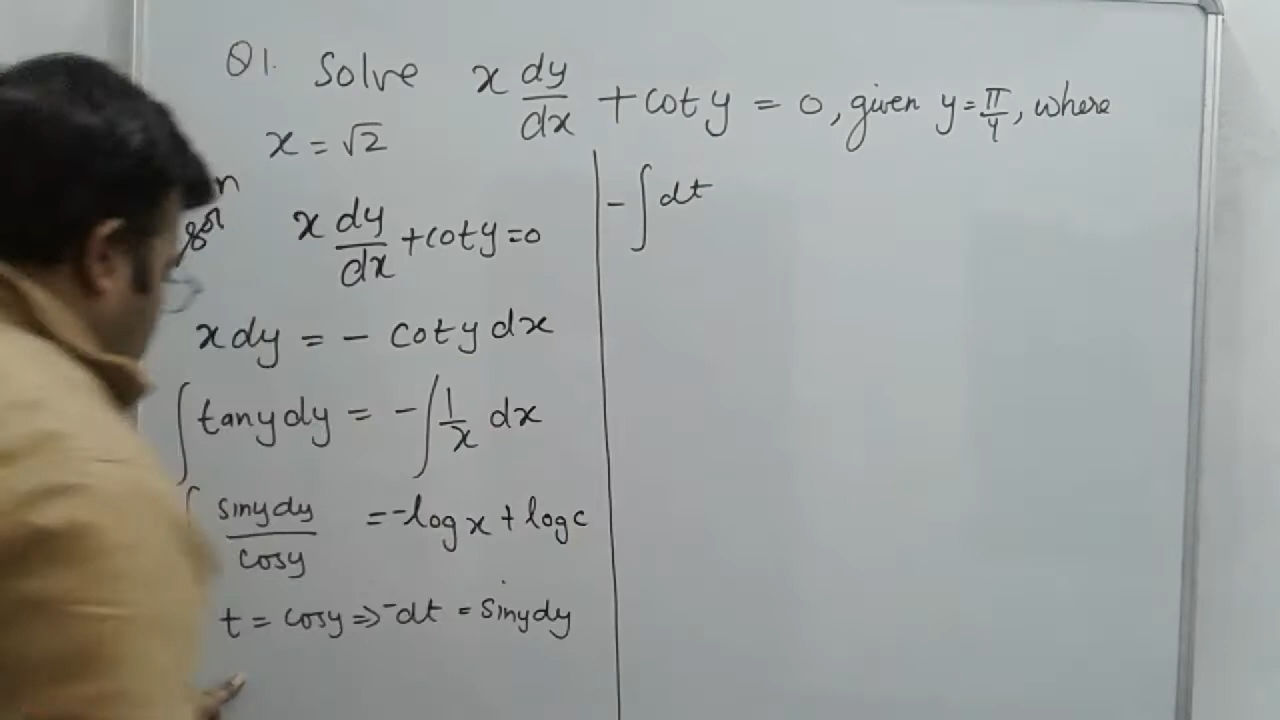 Q1. Solve x dy/dx + cot y = 0, given y = π/4, where
x = √2
Sol n
x dy/dx + cot y = 0
x dy = - cot y dx
∫ tan y dy = - ∫ 1/x dx
∫ sin y dy / cos y = - log x + log c
t = cos y ⇒ - dt = sin y dy
- ∫ dt